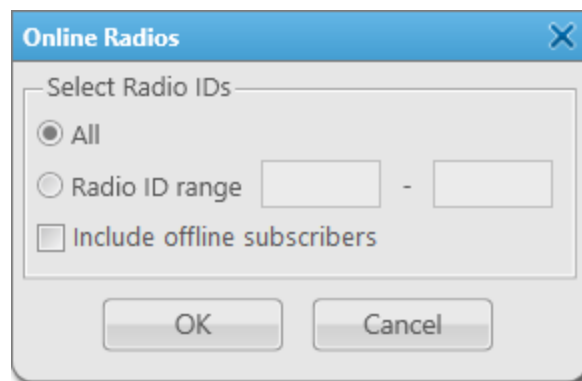 Online Radios
Select Radio IDs
All
Radio ID range -
Include offline subscribers
OK Cancel